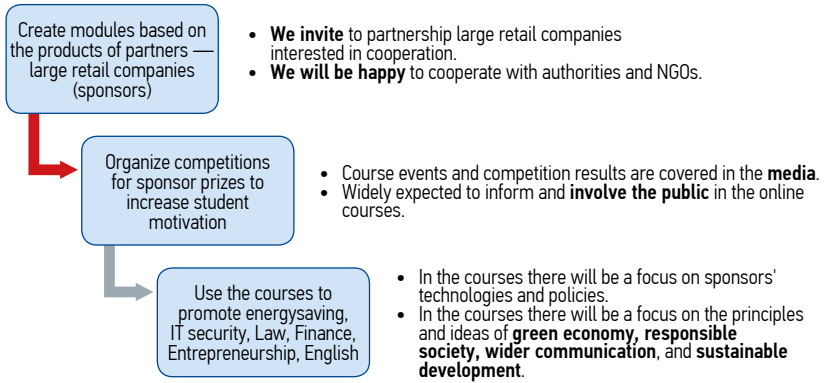 Create modules based on
the products of partners —
large retail companies
(sponsors)
• We invite to partnership large retail companies
interested in cooperation.
• We will be happy to cooperate with authorities and NGOs.
Organize competitions
for sponsor prizes to
increase student
motivation
• Course events and competition results are covered in the media.
• Widely expected to inform and involve the public in the online
courses.
Use the courses to
promote energysaving,
IT security, Law, Finance,
Entrepreneurship, English
• In the courses there will be a focus on sponsors'
technologies and policies.
• In the courses there will be a focus on the principles
and ideas of green economy, responsible
society, wider communication, and sustainable
development.